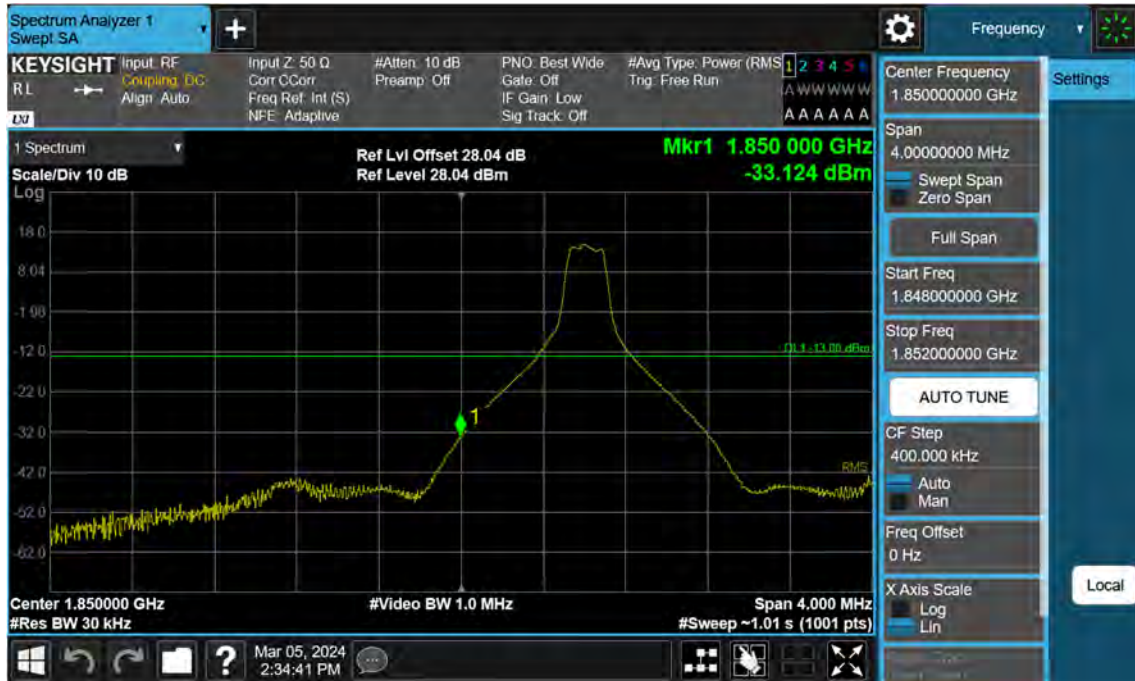 Spectrum Analyzer 1
Swept SA
Frequency
KEYSIGHT
RL
LXI
Input: RF
Coupling: DC
Align: Auto
Input Z: 50 Ω
Corr CCorr
Freq Ref: Int (S)
NFE: Adaptive
#Atten: 10 dB
Preamp: Off
PNO: Best Wide
Gate: Off
IF Gain: Low
Sig Track: Off
#Avg Type: Power (RMS
Trig: Free Run
1 2 3 4 5 6
A W W W W W
A A A A A A
1 Spectrum
Scale/Div 10 dB
Log
Ref Lvl Offset 28.04 dB
Ref Level 28.04 dBm
Mkr1 1.850 000 GHz
-33.124 dBm
18.0
8.04
-1.96
-12.0
-22.0
-32.0
-42.0
-52.0
-62.0
DL1 -13.00 dBm
1
RMS
Center 1.850000 GHz
#Res BW 30 kHz
#Video BW 1.0 MHz
Span 4.000 MHz
#Sweep ~1.01 s (1001 pts)
Center Frequency
1.850000000 GHz
Settings
Span
4.00000000 MHz
Swept Span
Zero Span
Full Span
Start Freq
1.848000000 GHz
Stop Freq
1.852000000 GHz
AUTO TUNE
CF Step
400.000 kHz
Auto
Man
Freq Offset
0 Hz
X Axis Scale
Log
Lin
Local
?
Mar 05, 2024
2:34:41 PM